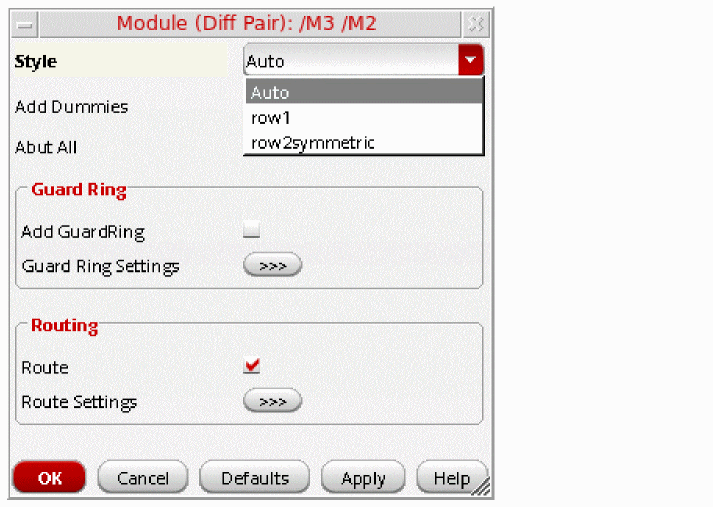 Module (Diff Pair): /M3 /M2
Style Auto
Auto
Add Dummies
row1
row2symmetric
Abut All
Guard Ring
Add GuardRing
Guard Ring Settings >>>
Routing
Route
Route Settings >>>
OK Cancel Defaults Apply Help